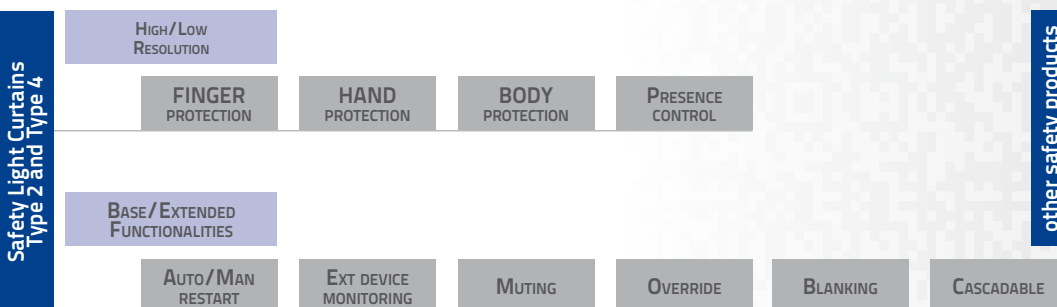 Safety Light Curtains
Type 2 and Type 4
High/Low
Resolution
FINGER
PROTECTION
HAND
PROTECTION
BODY
PROTECTION
Presence
control
Base/Extended
Functionalities
Auto/Man
restart
Ext device
monitoring
Muting
Override
Blanking
Cascadable
other safety products